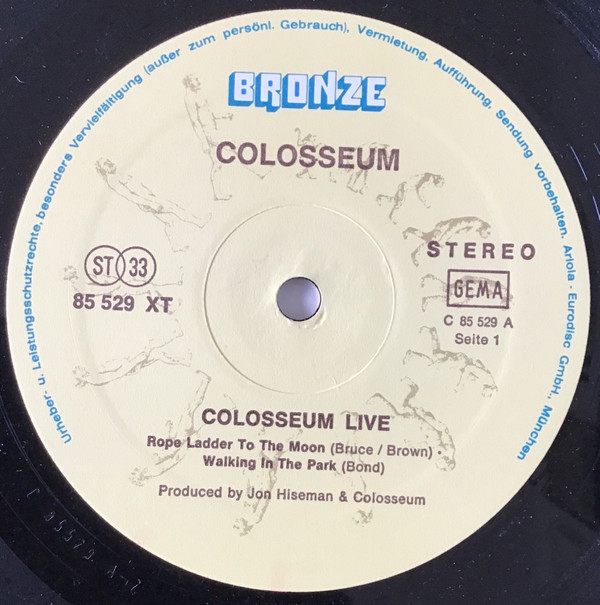 Urheber- u. Leistungsschutzrechte, besonders Vervielfältigung (außer zum persönl. Gebrauch), Vermietung, Aufführung, Sendung vorbehalten. Ariola - Eurodisc GmbH., München
BRONZE
COLOSSEUM
ST 33
85 529 XT
STEREO
GEMA
C 85 529 A
Seite 1
COLOSSEUM LIVE
Rope Ladder To The Moon (Bruce / Brown) ·
Walking In The Park (Bond)
Produced by Jon Hiseman & Colosseum